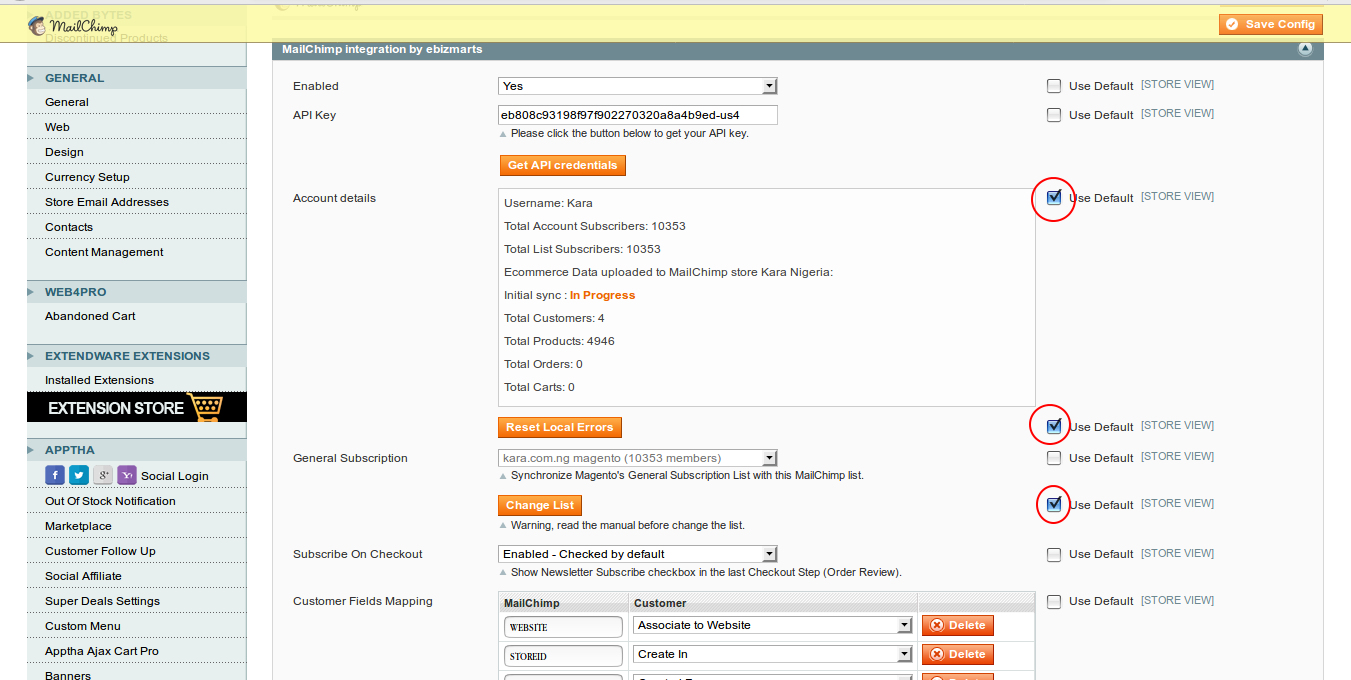 ADDED BYTES
MailChimp
Discontinued Products
Save Config
GENERAL
General
Web
Design
Currency Setup
Store Email Addresses
Contacts
Content Management
WEB4PRO
Abandoned Cart
EXTENDWARE EXTENSIONS
Installed Extensions
EXTENSION STORE
APPTHA
Social Login
Out Of Stock Notification
Marketplace
Customer Follow Up
Social Affiliate
Super Deals Settings
Custom Menu
Apptha Ajax Cart Pro
Banners
MailChimp integration by ebizmarts
Enabled Yes Use Default [STORE VIEW]
API Key eb808c93198f97f902270320a8a4b9ed-us4 Use Default [STORE VIEW]
Please click the button below to get your API key.
Get API credentials
Account details Use Default [STORE VIEW]
Username: Kara
Total Account Subscribers: 10353
Total List Subscribers: 10353
Ecommerce Data uploaded to MailChimp store Kara Nigeria:
Initial sync : In Progress
Total Customers: 4
Total Products: 4946
Total Orders: 0
Total Carts: 0
Reset Local Errors Use Default [STORE VIEW]
General Subscription kara.com.ng magento (10353 members) Use Default [STORE VIEW]
Synchronize Magento's General Subscription List with this MailChimp list.
Change List Use Default [STORE VIEW]
Warning, read the manual before change the list.
Subscribe On Checkout Enabled - Checked by default Use Default [STORE VIEW]
Show Newsletter Subscribe checkbox in the last Checkout Step (Order Review).
Customer Fields Mapping Use Default [STORE VIEW]
MailChimp Customer
WEBSITE Associate to Website Delete
STOREID Create In Delete